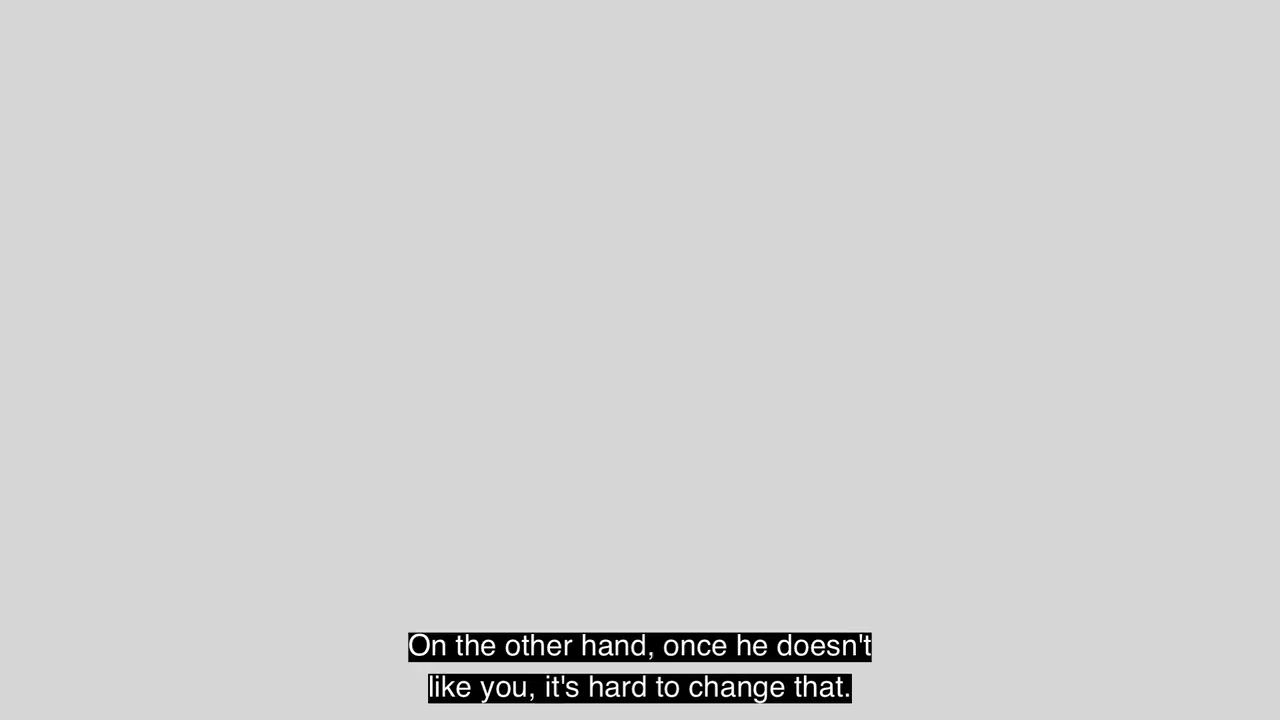 On the other hand, once he doesn't
like you, it's hard to change that.